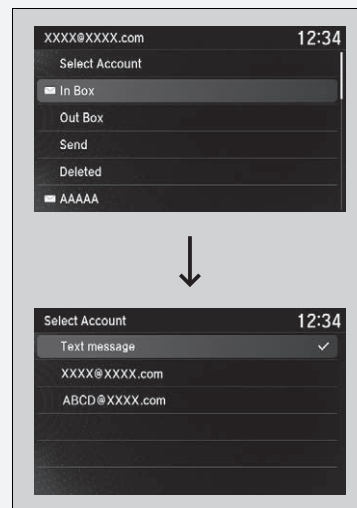 XXXX@XXXX.com 12:34
Select Account
In Box
Out Box
Send
Deleted
AAAAA
Select Account 12:34
Text message
XXXX@XXXX.com
ABCD@XXXX.com